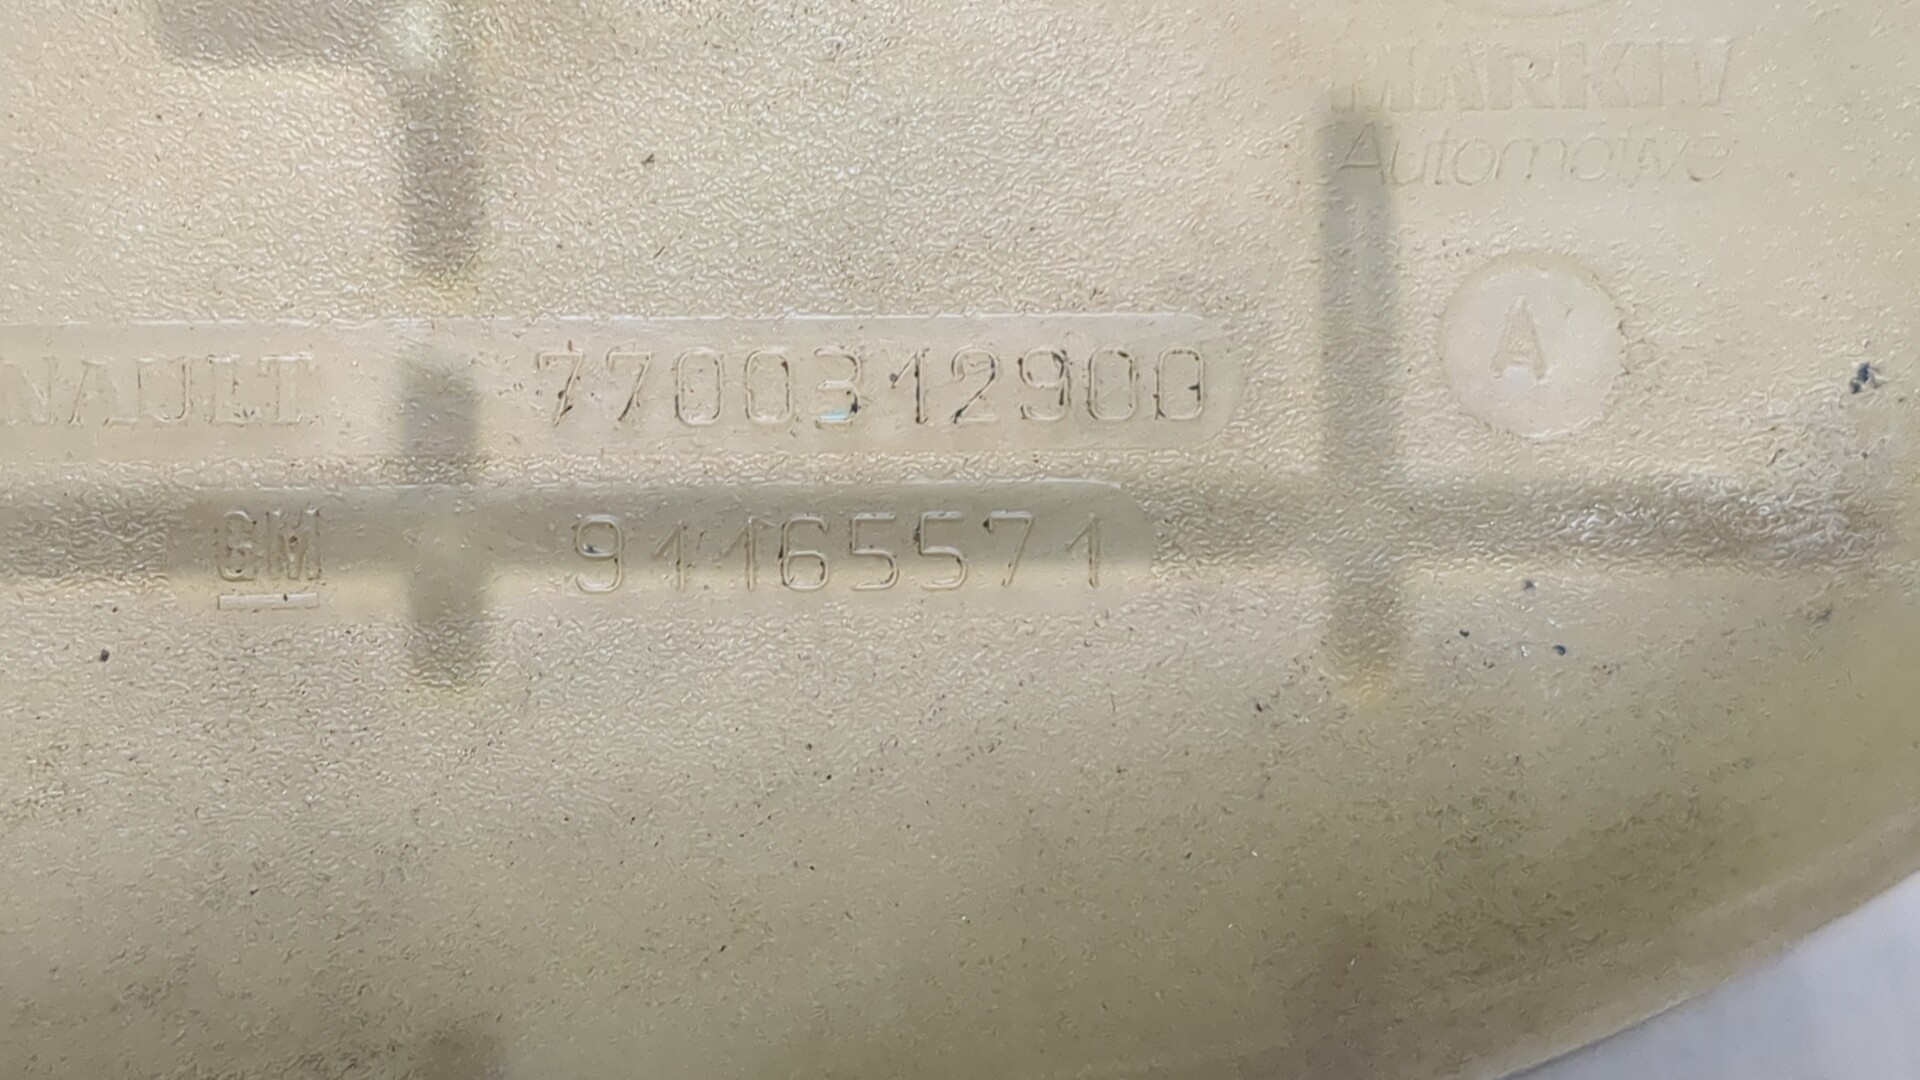 MARK IV
Automotive
A
NAULT 7700312900
GM 91165571